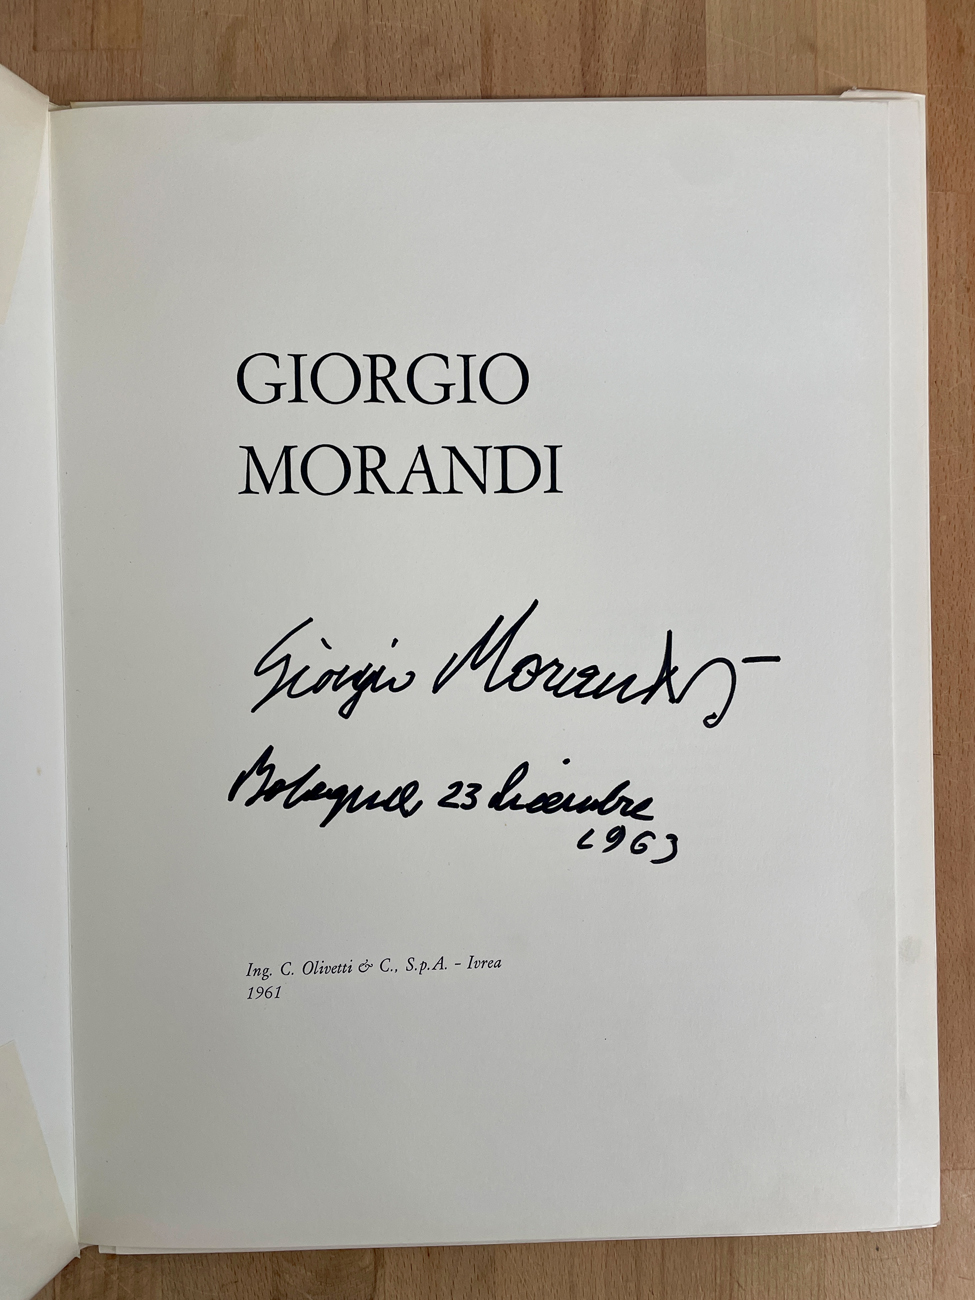 GIORGIO
MORANDI
Giorgio Morandi
Bologna 23 dicembre
1963
Ing. C. Olivetti & C., S.p.A. - Ivrea
1961